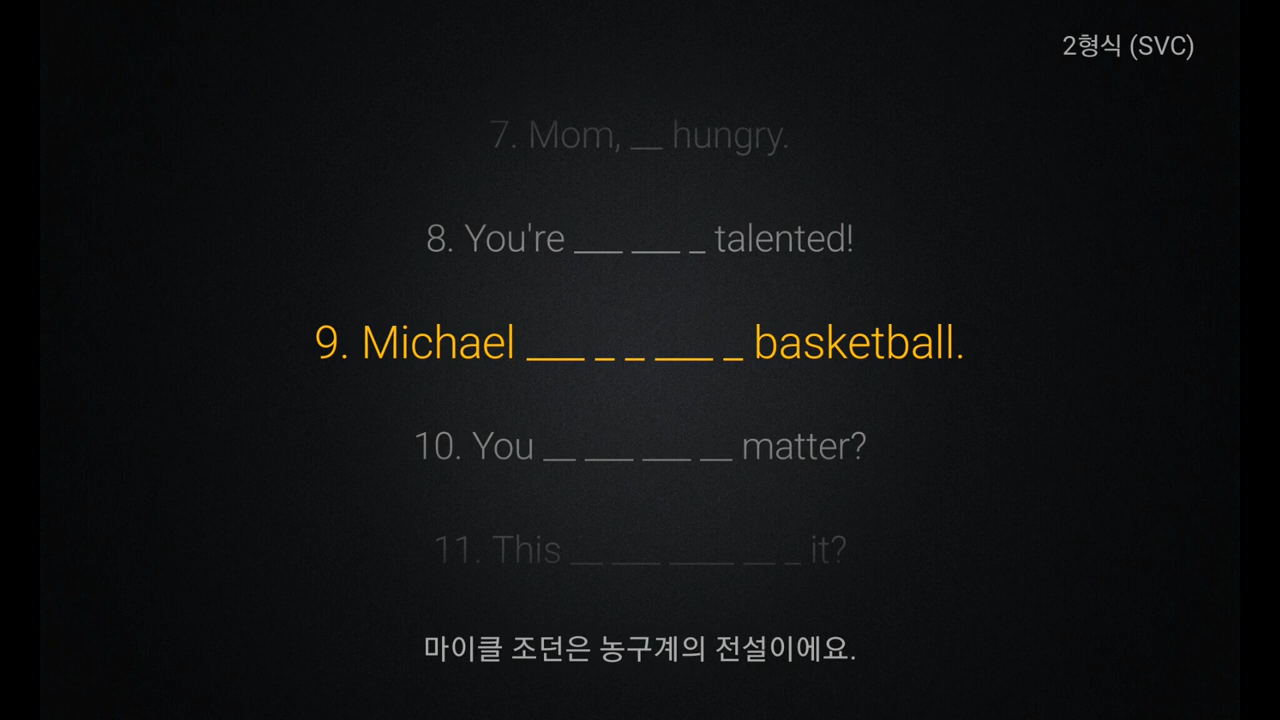 2형식 (SVC)
7. Mom, __ hungry.
8. You're ___ ___ _ talented!
9. Michael ___ _ _ ___ _ basketball.
10. You __ ___ ___ __ matter?
11. This __ ___ ____ __ _ it?
마이클 조던은 농구계의 전설이에요.